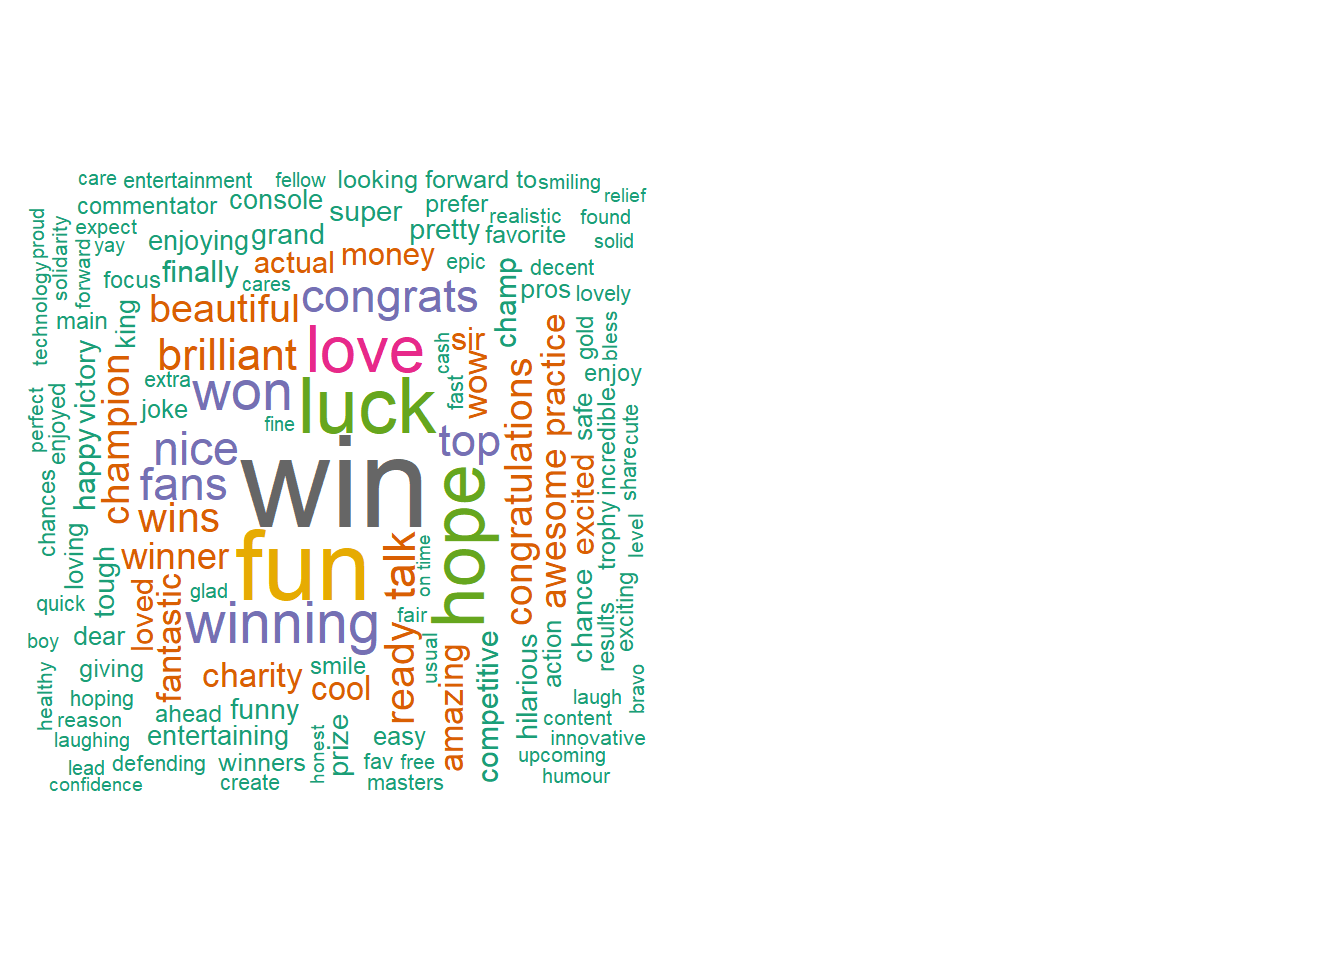 care
entertainment
fellow
looking forward to
smiling
relief
commentator
console
super
prefer
realistic
found
proud
solidarity
expect
yay
enjoying
grand
pretty
favorite
solid
forward
technology
focus
finally
actual
money
epic
decent
cares
champ
pros
lovely
main
king
beautiful
congrats
brilliant
love
cash
sir
practice
gold
bless
victory
champion
extra
won
luck
fast
wow
enjoy
perfect
enjoyed
joke
fine
congratulations
safe
incredible
cute
happy
nice
top
share
chances
fans
win
hope
awesome
excited
trophy
level
wins
loving
winner
fun
talk
on time
tough
quick
loved
fantastic
glad
winning
fair
chance
results
exciting
boy
dear
ready
usual
competitive
hilarious
action
healthy
giving
charity
smile
cool
amazing
laugh
bravo
hoping
reason
ahead
funny
content
laughing
entertaining
honest
prize
easy
innovative
lead
defending
winners
fav
free
upcoming
confidence
create
masters
humour